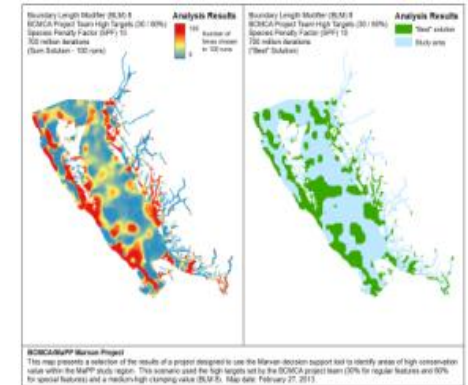 Boundary Length Modifier (BLM) 8
BCMCA Project Team High Targets (30 / 60%)
Species Penalty Factor (SPF) 10
700 million iterations
(Sum Solution - 100 runs)
Analysis Results
100
Number of
times chosen
in 100 runs
0
Boundary Length Modifier (BLM) 8
BCMCA Project Team High Targets (30 / 60%)
Species Penalty Factor (SPF) 10
700 million iterations
("Best" Solution)
Analysis Results
"Best" solution
Study area
BCMCA/MaPP Marxan Project
This map presents a selection of the results of a project designed to use the Marxan decision support tool to identify areas of high conservation
value within the MaPP study region. This scenario used the high targets set by the BCMCA project team (30% for regular features and 60%
for special features) and a medium-high clumping value (BLM 8). Map date: February 27, 2013.